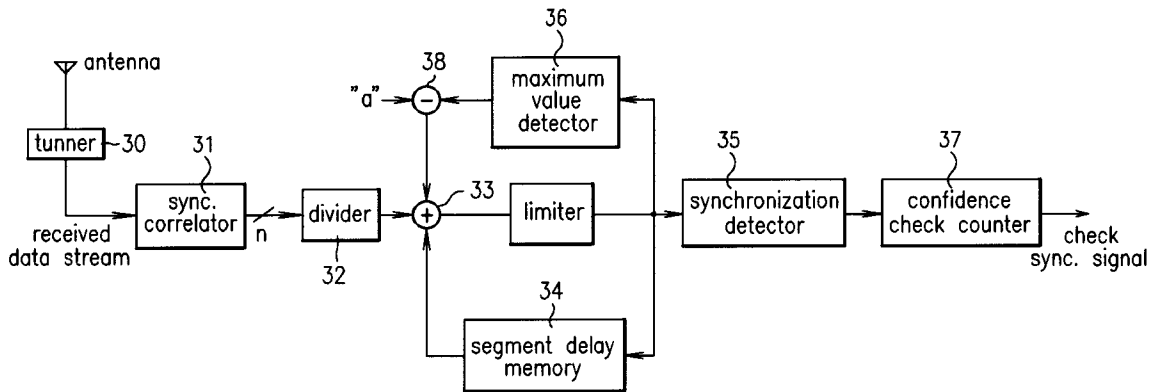 antenna
tunner
30
received
data stream
31
sync.
correlator
n
divider
32
"a"
38
33
36
maximum
value
detector
limiter
34
segment delay
memory
35
synchronization
detector
37
confidence
check counter
check
sync. signal